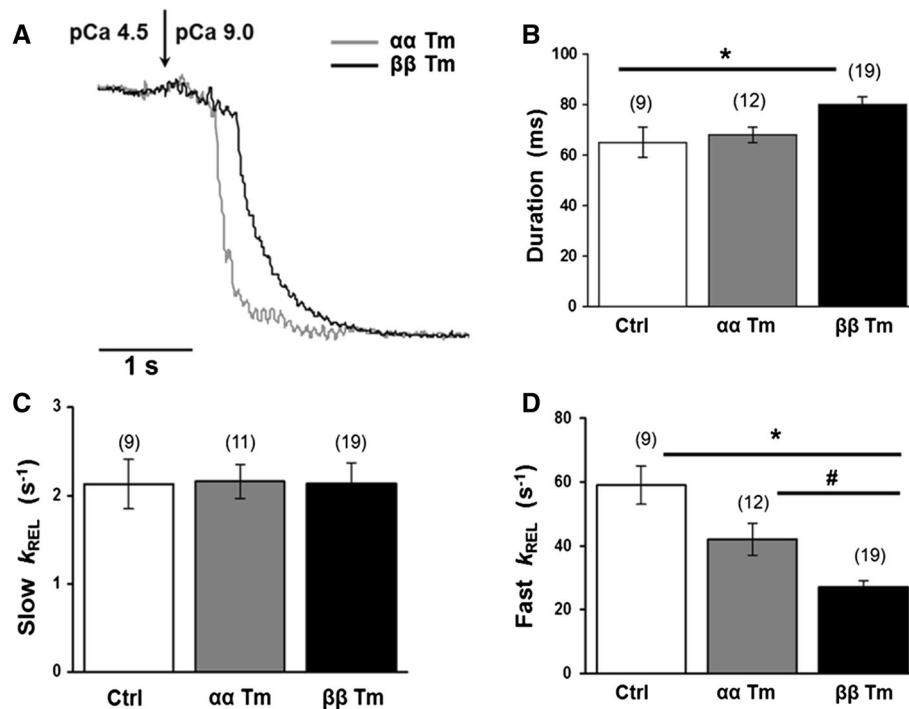 A
pCa 4.5 pCa 9.0
αα Tm
ββ Tm
1 s
B
Duration (ms)
100
80
60
40
20
0
*
(9)
(12)
(19)
Ctrl αα Tm ββ Tm
C
Slow kREL (s-1)
3
2
1
0
(9)
(11)
(19)
Ctrl αα Tm ββ Tm
D
Fast kREL (s-1)
80
60
40
20
0
(9)
*
#
(12)
(19)
Ctrl αα Tm ββ Tm